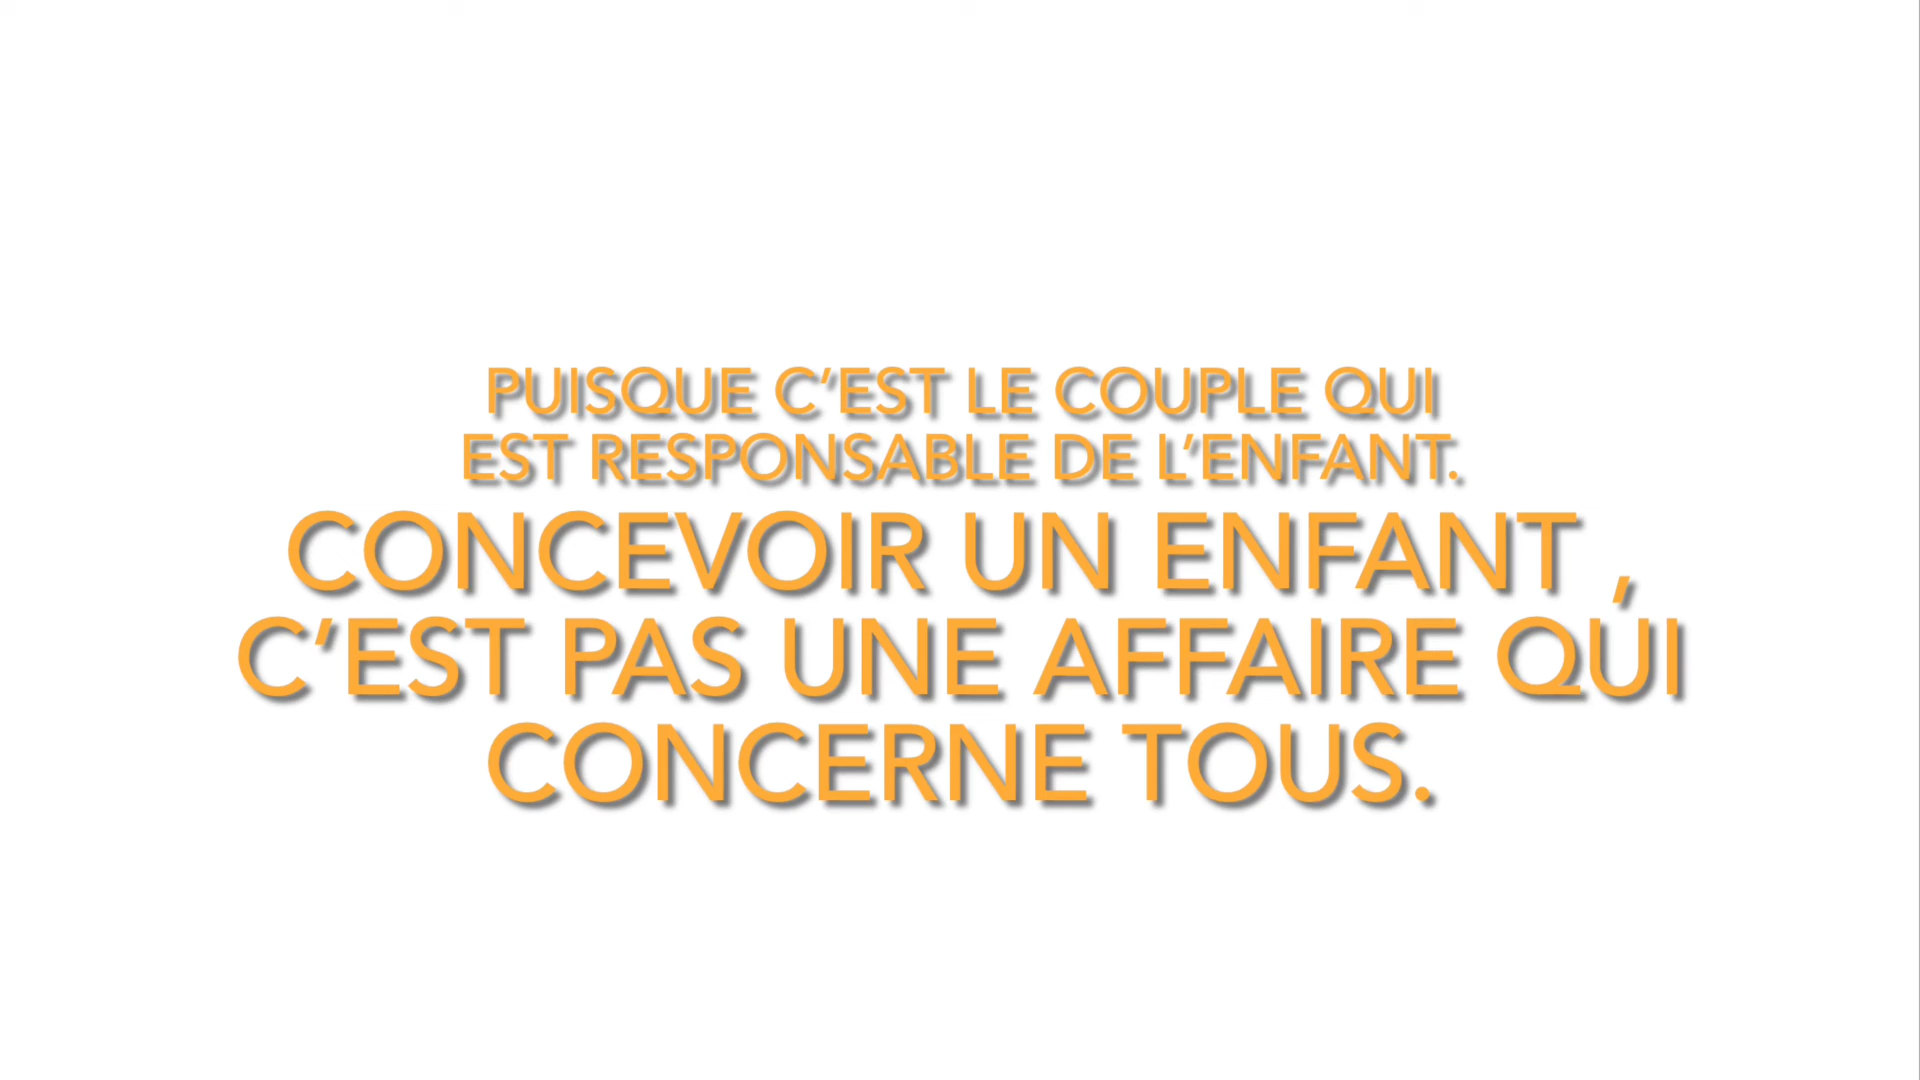 PUISQUE C’EST LE COUPLE QUI
EST RESPONSABLE DE L’ENFANT.
CONCEVOIR UN ENFANT ,
C’EST PAS UNE AFFAIRE QUI
CONCERNE TOUS.